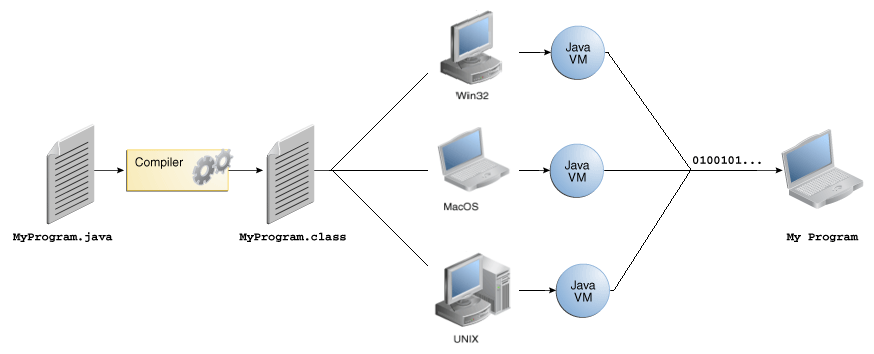 Java
VM
Win32
Compiler
MyProgram.java
MyProgram.class
MacOS
Java
VM
0100101...
My Program
Java
VM
UNIX